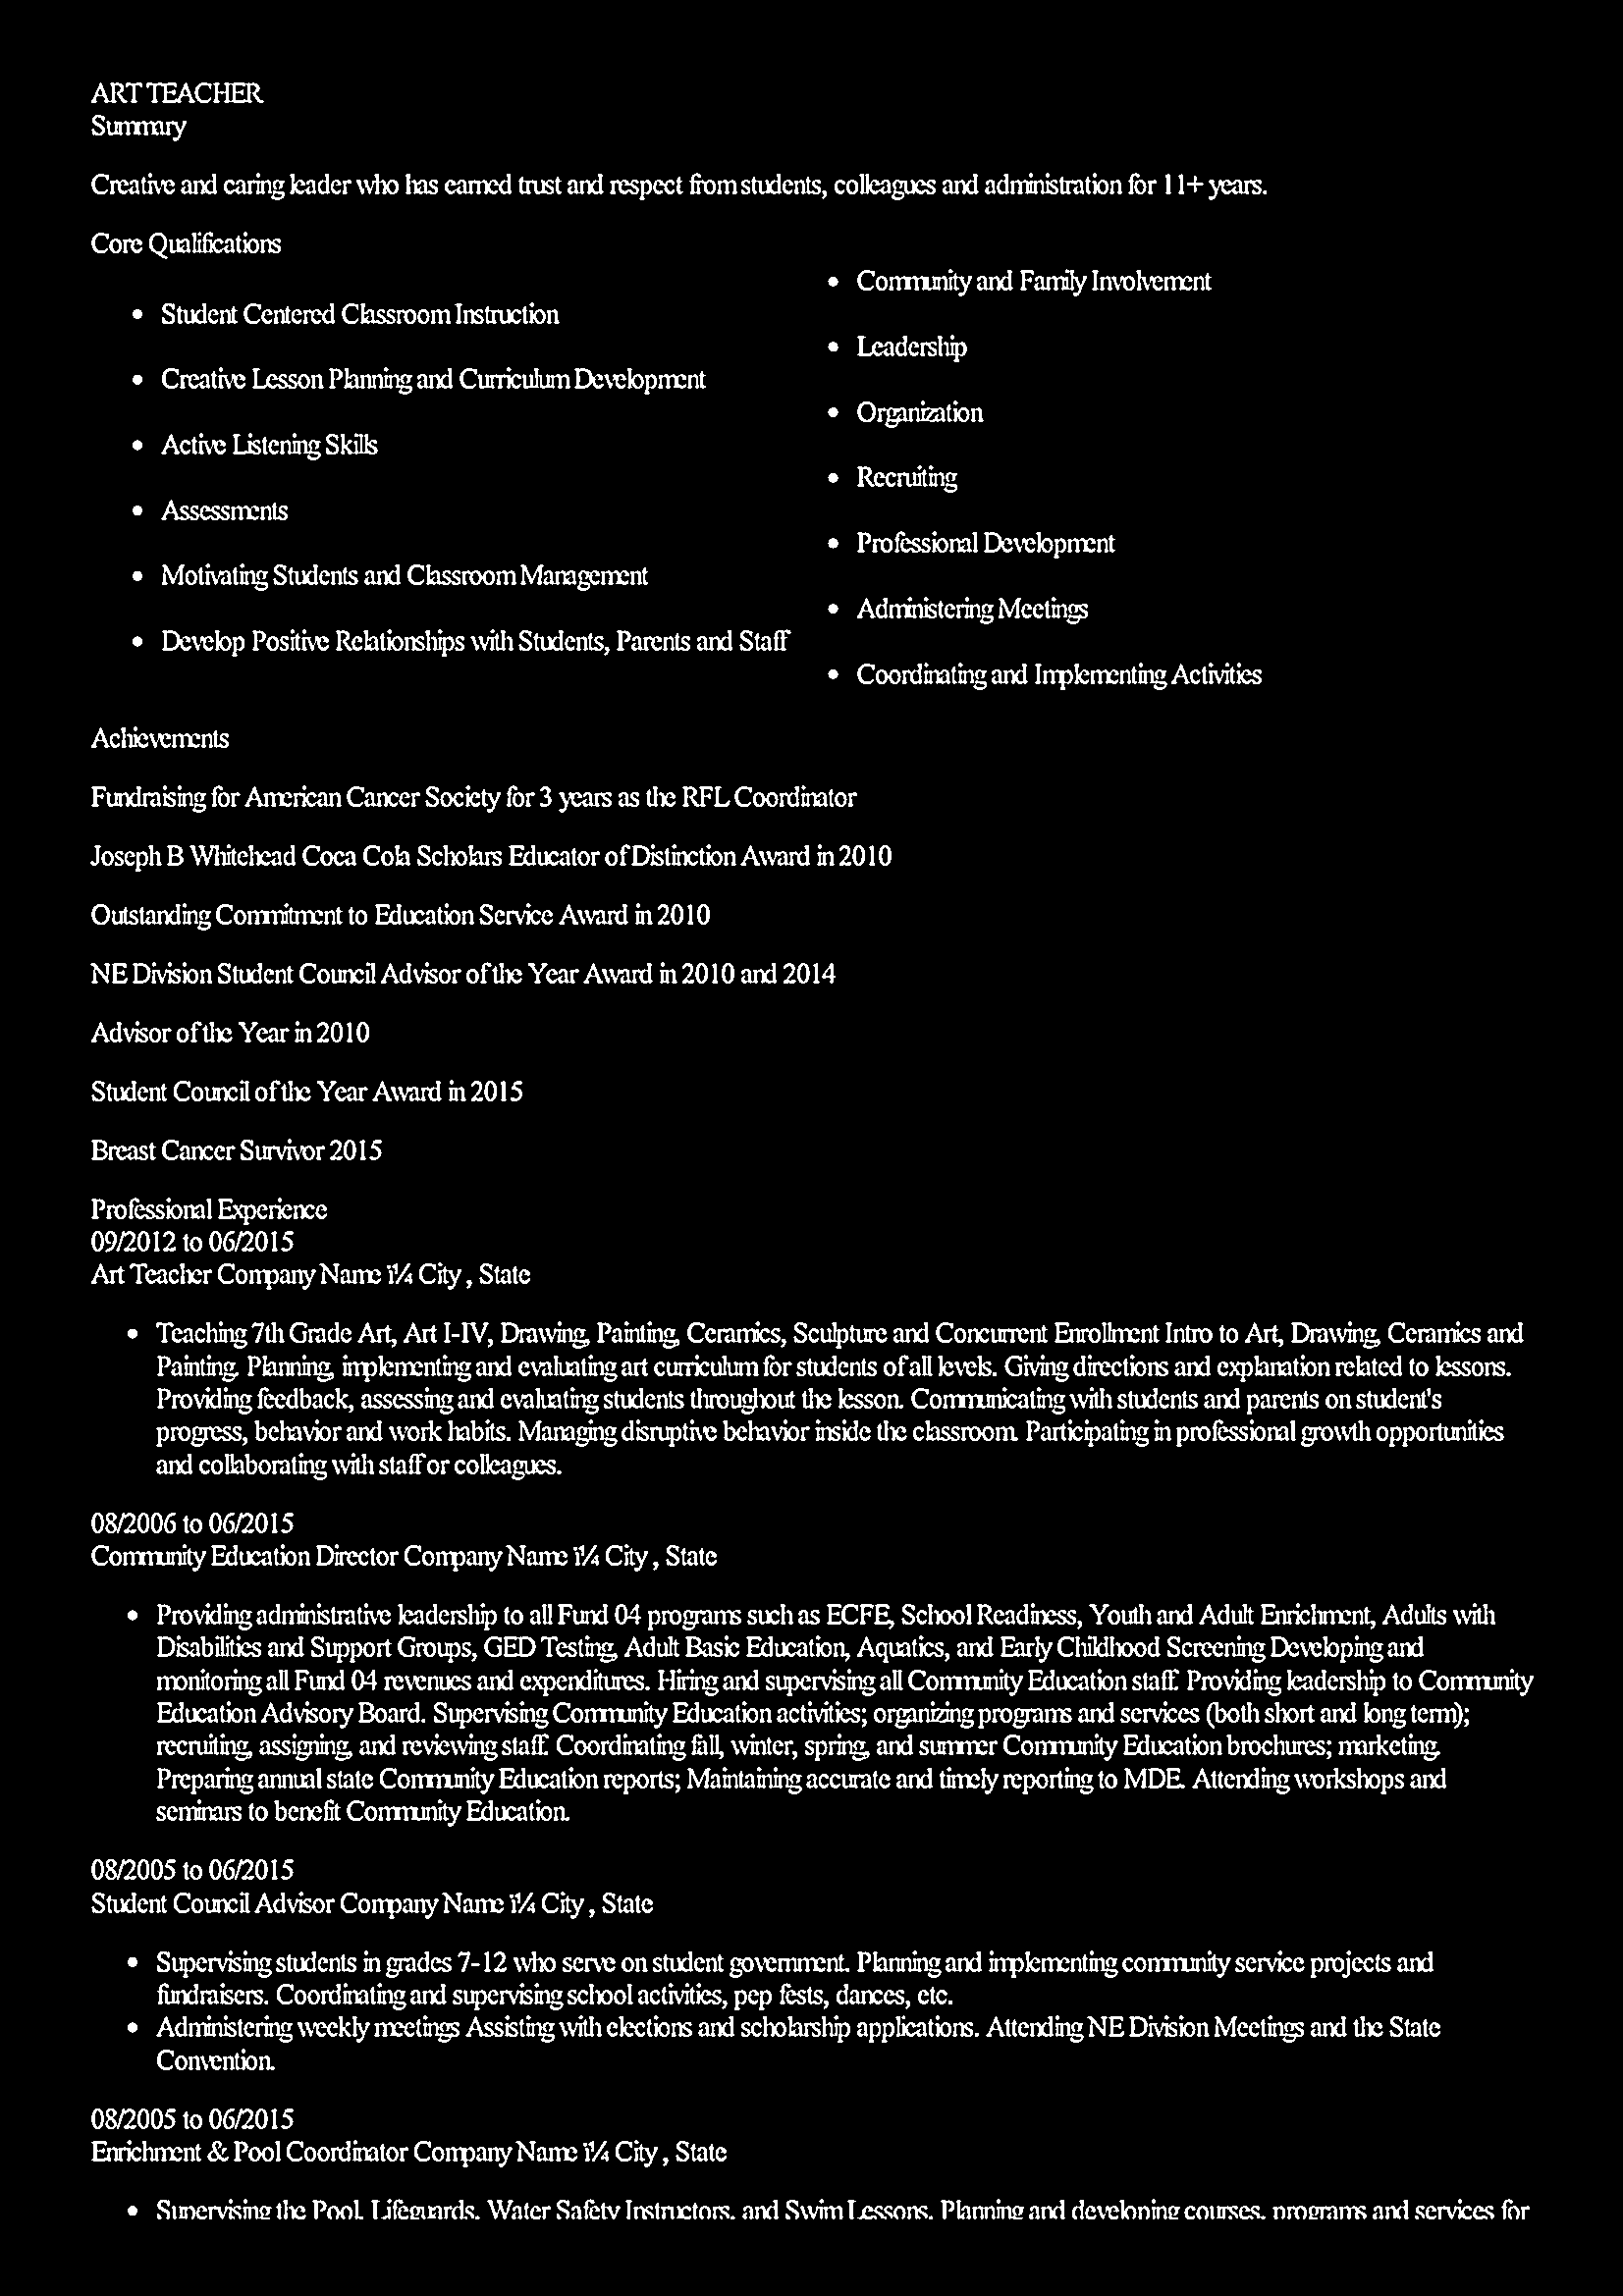 ART TEACHER
Summary
Creative and caring leader who has earned trust and respect from students, colleagues and administration for 11+ years.
Core Qualifications
• Student Centered Classroom Instruction
• Creative Lesson Planning and Curriculum Development
• Active Listening Skills
• Assessments
• Motivating Students and Classroom Management
• Develop Positive Relationships with Students, Parents and Staff
• Community and Family Involvement
• Leadership
• Organization
• Recruiting
• Professional Development
• Administering Meetings
• Coordinating and Implementing Activities
Achievements
Fundraising for American Cancer Society for 3 years as the RFL Coordinator
Joseph B Whitehead Coca Cola Scholars Educator of Distinction Award in 2010
Outstanding Commitment to Education Service Award in 2010
NE Division Student Council Advisor of the Year Award in 2010 and 2014
Advisor of the Year in 2010
Student Council of the Year Award in 2015
Breast Cancer Survivor 2015
Professional Experience
09/2012 to 06/2015
Art Teacher Company Name ï¼ City , State
• Teaching 7th Grade Art, Art I-IV, Drawing, Painting, Ceramics, Sculpture and Concurrent Enrollment Intro to Art, Drawing, Ceramics and
Painting. Planning, implementing and evaluating art curriculum for students of all levels. Giving directions and explanation related to lessons.
Providing feedback, assessing and evaluating students throughout the lesson. Communicating with students and parents on student's
progress, behavior and work habits. Managing disruptive behavior inside the classroom. Participating in professional growth opportunities
and collaborating with staff or colleagues.
08/2006 to 06/2015
Community Education Director Company Name ï¼ City , State
• Providing administrative leadership to all Fund 04 programs such as ECFE, School Readiness, Youth and Adult Enrichment, Adults with
Disabilities and Support Groups, GED Testing, Adult Basic Education, Aquatics, and Early Childhood Screening Developing and
monitoring all Fund 04 revenues and expenditures. Hiring and supervising all Community Education staff. Providing leadership to Community
Education Advisory Board. Supervising Community Education activities; organizing programs and services (both short and long term);
recruiting, assigning, and reviewing staff. Coordinating fall, winter, spring, and summer Community Education brochures; marketing.
Preparing annual state Community Education reports; Maintaining accurate and timely reporting to MDE. Attending workshops and
seminars to benefit Community Education.
08/2005 to 06/2015
Student Council Advisor Company Name ï¼ City , State
• Supervising students in grades 7-12 who serve on student government. Planning and implementing community service projects and
fundraisers. Coordinating and supervising school activities, pep fests, dances, etc.
• Administering weekly meetings Assisting with elections and scholarship applications. Attending NE Division Meetings and the State
Convention.
08/2005 to 06/2015
Enrichment & Pool Coordinator Company Name ï¼ City , State
• Supervising the Pool. Lifeguards. Water Safety Instructors. and Swim Lessons. Planning and developing courses. programs and services for